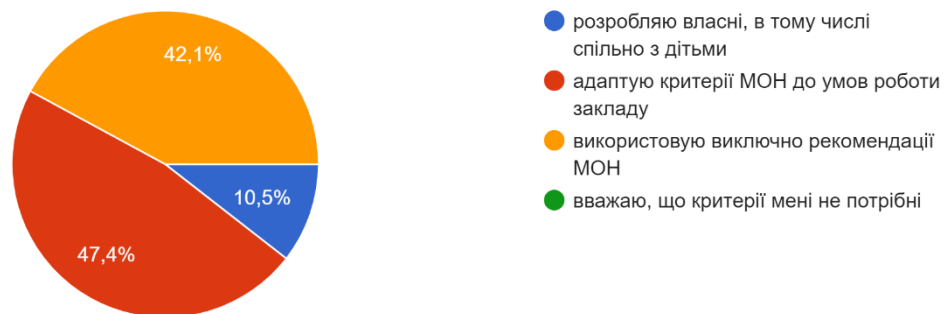 42,1%
10,5%
47,4%
розробляю власні, в тому числі
спільно з дітьми
адаптую критерії МОН до умов роботи
закладу
використовую виключно рекомендації
МОН
вважаю, що критерії мені не потрібні